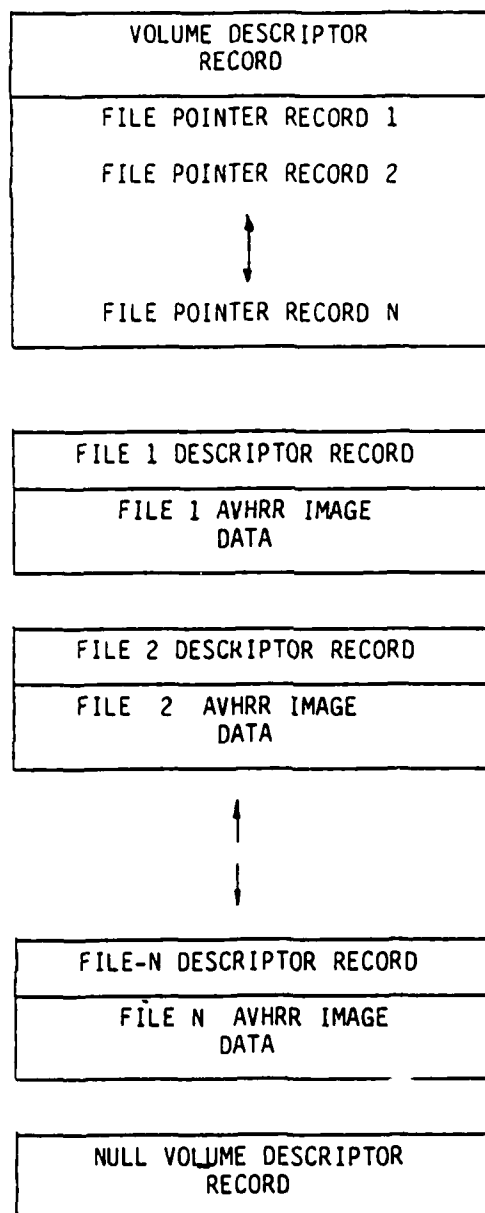 VOLUME DESCRIPTOR
RECORD
FILE POINTER RECORD 1
FILE POINTER RECORD 2
FILE POINTER RECORD N
FILE 1 DESCRIPTOR RECORD
FILE 1 AVHRR IMAGE
DATA
FILE 2 DESCRIPTOR RECORD
FILE 2 AVHRR IMAGE
DATA
FILE-N DESCRIPTOR RECORD
FILE N AVHRR IMAGE
DATA
NULL VOLUME DESCRIPTOR
RECORD